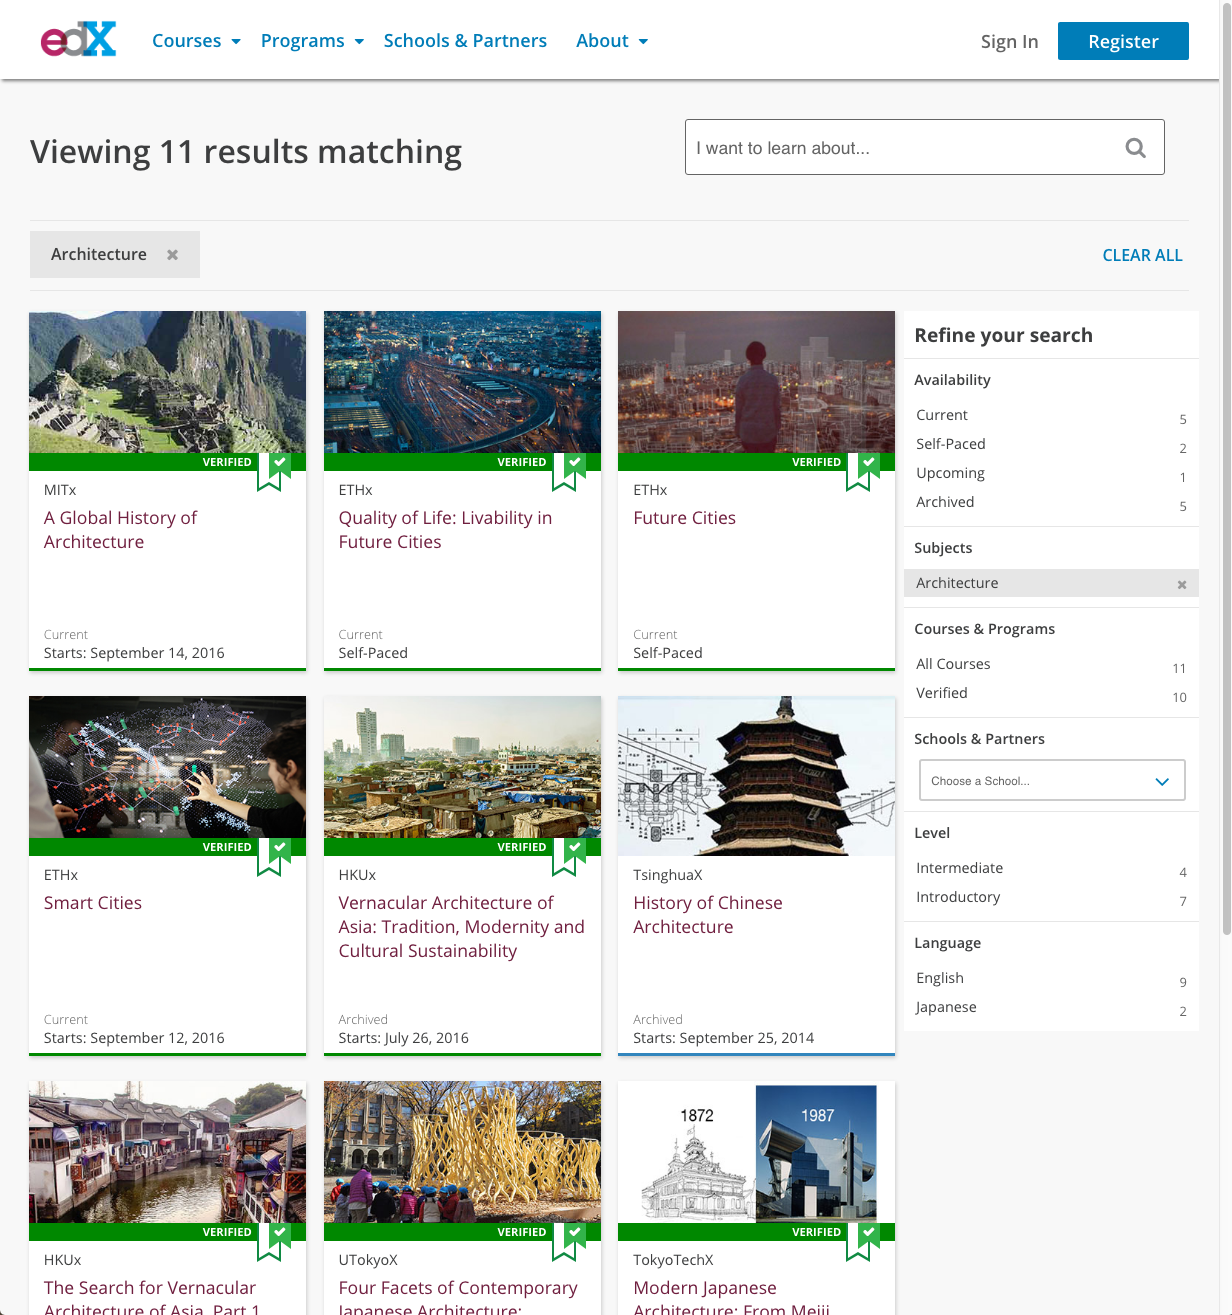 edX
Courses
Programs
Schools & Partners
About
Sign In
Register
Viewing 11 results matching
I want to learn about...
Architecture
CLEAR ALL
VERIFIED
MITx
A Global History of
Architecture
Current
Starts: September 14, 2016
VERIFIED
ETHx
Quality of Life: Livability in
Future Cities
Current
Self-Paced
VERIFIED
ETHx
Future Cities
Current
Self-Paced
VERIFIED
ETHx
Smart Cities
Current
Starts: September 12, 2016
VERIFIED
HKUx
Vernacular Architecture of
Asia: Tradition, Modernity and
Cultural Sustainability
Archived
Starts: July 26, 2016
TsinghuaX
History of Chinese
Architecture
Archived
Starts: September 25, 2014
VERIFIED
HKUx
The Search for Vernacular
Architecture of Asia, Part 1
VERIFIED
UTokyoX
Four Facets of Contemporary
Japanese Architecture:
1872
1987
VERIFIED
TokyoTechX
Modern Japanese
Architecture: From Meiji
Refine your search
Availability
Current 5
Self-Paced 2
Upcoming 1
Archived 5
Subjects
Architecture
Courses & Programs
All Courses 11
Verified 10
Schools & Partners
Choose a School...
Level
Intermediate 4
Introductory 7
Language
English 9
Japanese 2